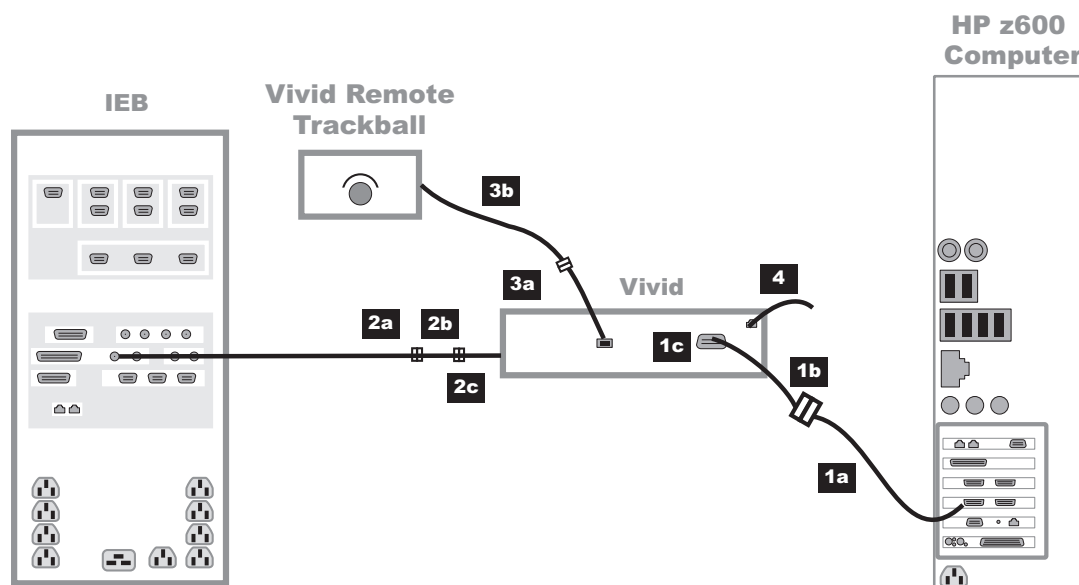 HP z600
Computer
IEB
Vivid Remote
Trackball
3b
3a
Vivid
4
2a
2b
2c
1c
1b
1a